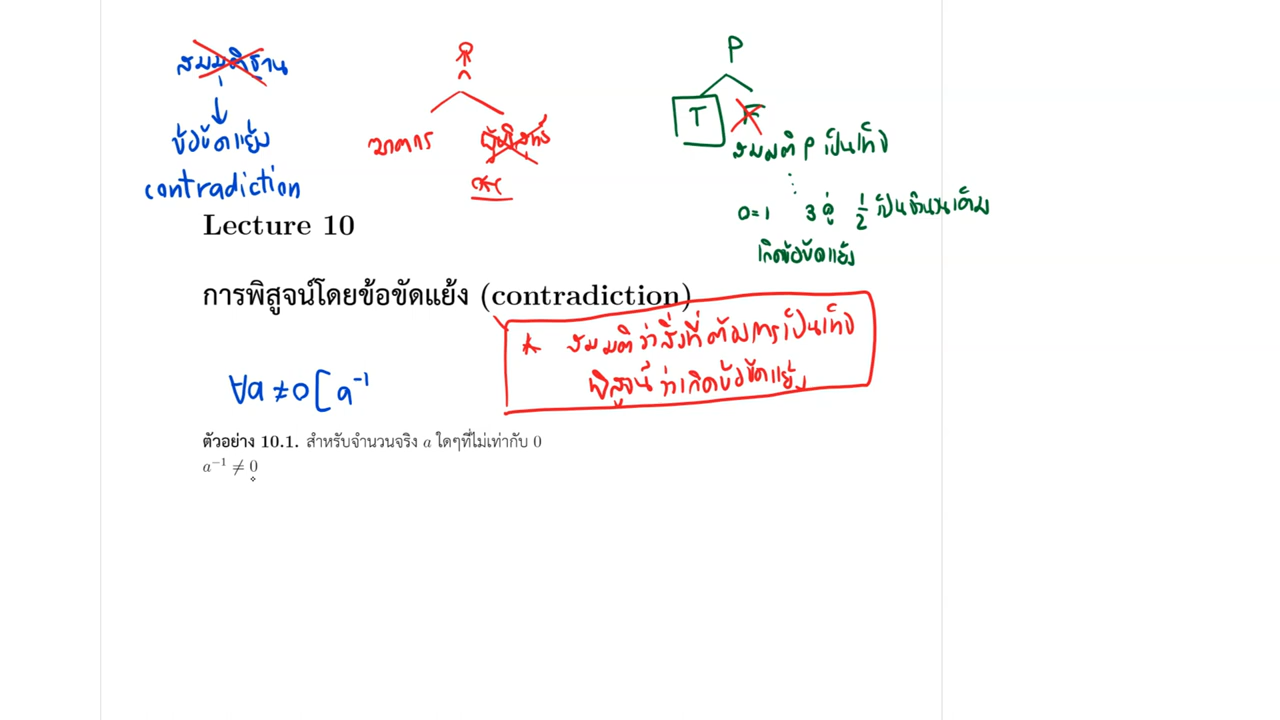 สมมุติฐาน
ข้อขัดแย้ง
contradiction
ฆาตกร
P
T F
สมมติ P เป็นเท็จ
0=1 3 คู่ 1/2 เป็นจำนวนเต็ม
เกิดข้อขัดแย้ง
Lecture 10
การพิสูจน์โดยข้อขัดแย้ง (contradiction)
* สมมติว่าสิ่งที่ต้องการเป็นเท็จ
พิสูจน์ว่าเกิดข้อขัดแย้ง
∀a ≠ 0 [ a⁻¹
ตัวอย่าง 10.1. สำหรับจำนวนจริง a ใดๆที่ไม่เท่ากับ 0
a⁻¹ ≠ 0